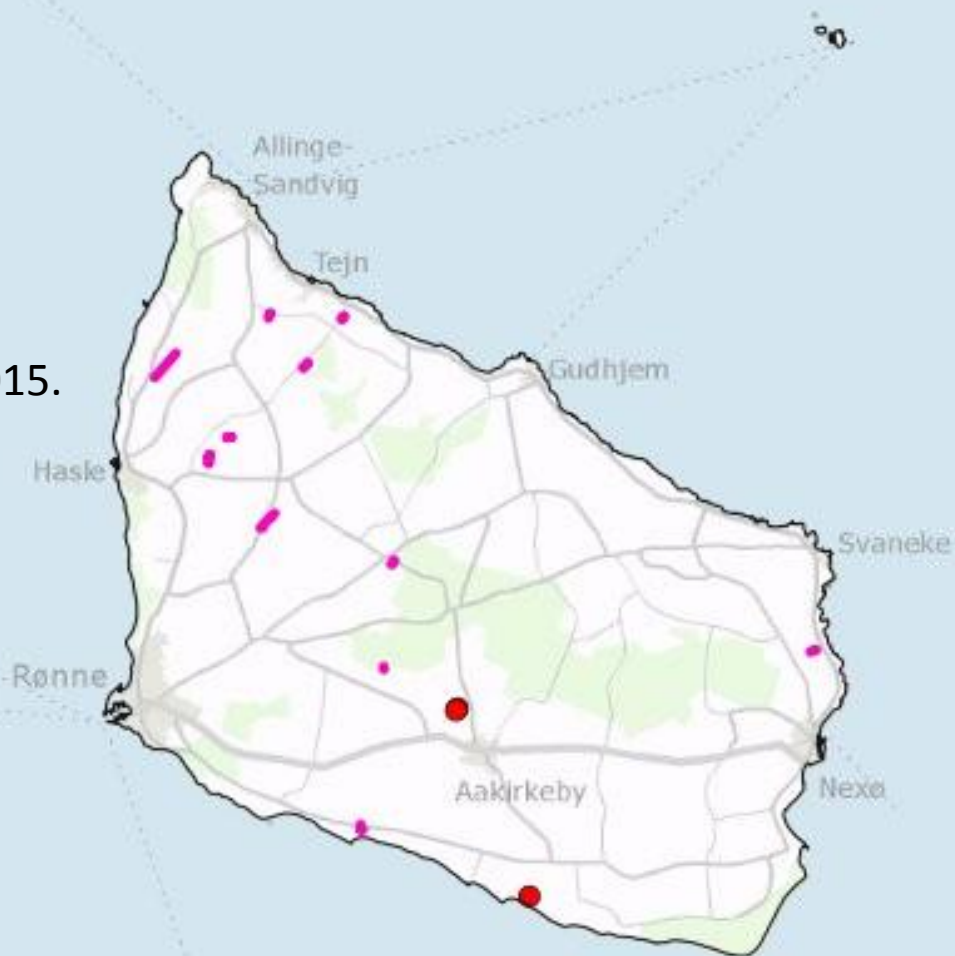 Allinge-
Sandvig
Tejn
15.
Gudhjem
Hasle
Svaneke
Rønne
Aakirkeby
Nexø